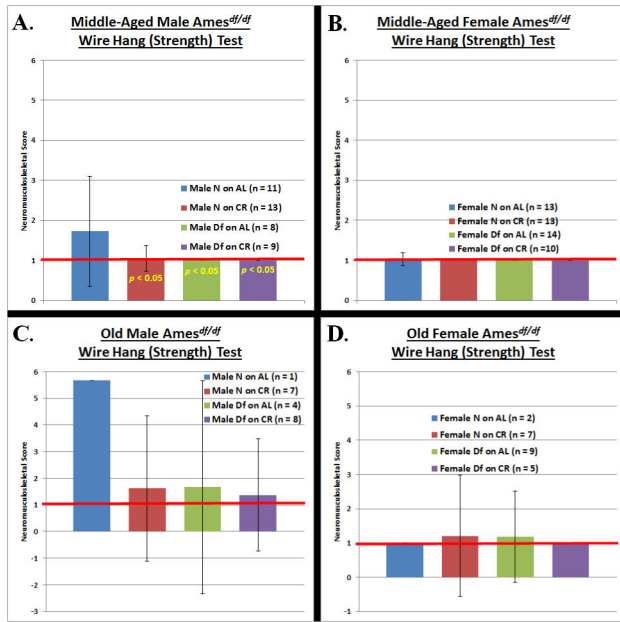 A.
Middle-Aged Male Ames^df/df
Wire Hang (Strength) Test
Neuromuscoskeletal Score
6
5
4
3
2
1
0
Male N on AL (n = 11)
Male N on CR (n = 13)
Male Df on AL (n = 8)
Male Df on CR (n = 9)
p < 0.05
p < 0.05
p < 0.05
B.
Middle-Aged Female Ames^df/df
Wire Hang (Strength) Test
Neuromuscoskeletal Score
6
5
4
3
2
1
0
Female N on AL (n = 13)
Female N on CR (n = 13)
Female Df on AL (n = 14)
Female Df on CR (n =10)
C.
Old Male Ames^df/df
Wire Hang (Strength) Test
Neuromuscoskeletal Score
6
5
4
3
2
1
0
-1
-2
-3
Male N on AL (n = 1)
Male N on CR (n = 7)
Male Df on AL (n = 4)
Male Df on CR (n = 8)
D.
Old Female Ames^df/df
Wire Hang (Strength) Test
Neuromuscoskeletal Score
6
5
4
3
2
1
0
-1
Female N on AL (n = 2)
Female N on CR (n = 7)
Female Df on AL (n = 9)
Female Df on CR (n = 5)